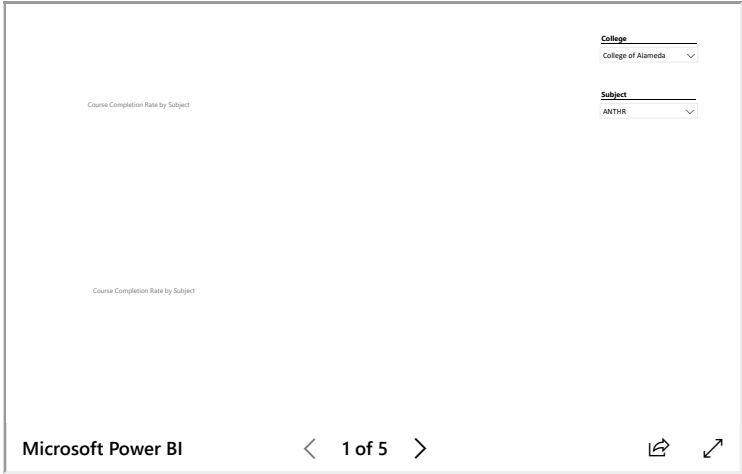 College
College of Alameda
Subject
Course Completion Rate by Subject
ANTHR
Course Completion Rate by Subject
Microsoft Power BI
1 of 5